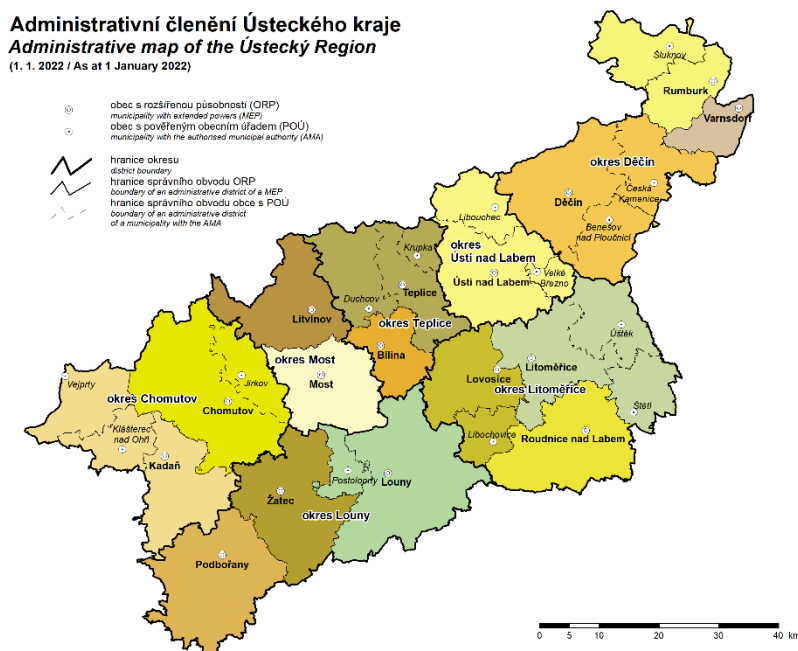 Administrativní členění Ústeckého kraje
Administrative map of the Ústecký Region
(1. 1. 2022 / As at 1 January 2022)
obec s rozšířenou působností (ORP)
municipality with extended powers (MEP)
obec s pověřeným obecním úřadem (POÚ)
municipality with the authorised municipal authority (AMA)
hranice okresu
district boundary
hranice správního obvodu ORP
boundary of an administrative district of a MEP
hranice správního obvodu obce s POÚ
boundary of an administrative district
of a municipality with the AMA
Šluknov
Rumburk
Varnsdorf
okres Děčín
Děčín
Česká
Kamenice
Benešov
nad Ploučnicí
Libouchec
okres
Ústí nad Labem
Ústí nad Labem
Velké
Březno
Krupka
Teplice
Duchcov
okres Teplice
Bílina
Litvínov
okres Most
Most
Úštěk
Litoměřice
Lovosice
okres Litoměřice
Štětí
Libochovice
Roudnice nad Labem
Vejprty
Jirkov
okres Chomutov
Chomutov
Klášterec
nad Ohří
Kadaň
Postoloprty
Louny
Žatec
okres Louny
Podbořany
0 5 10 20 30 40 km